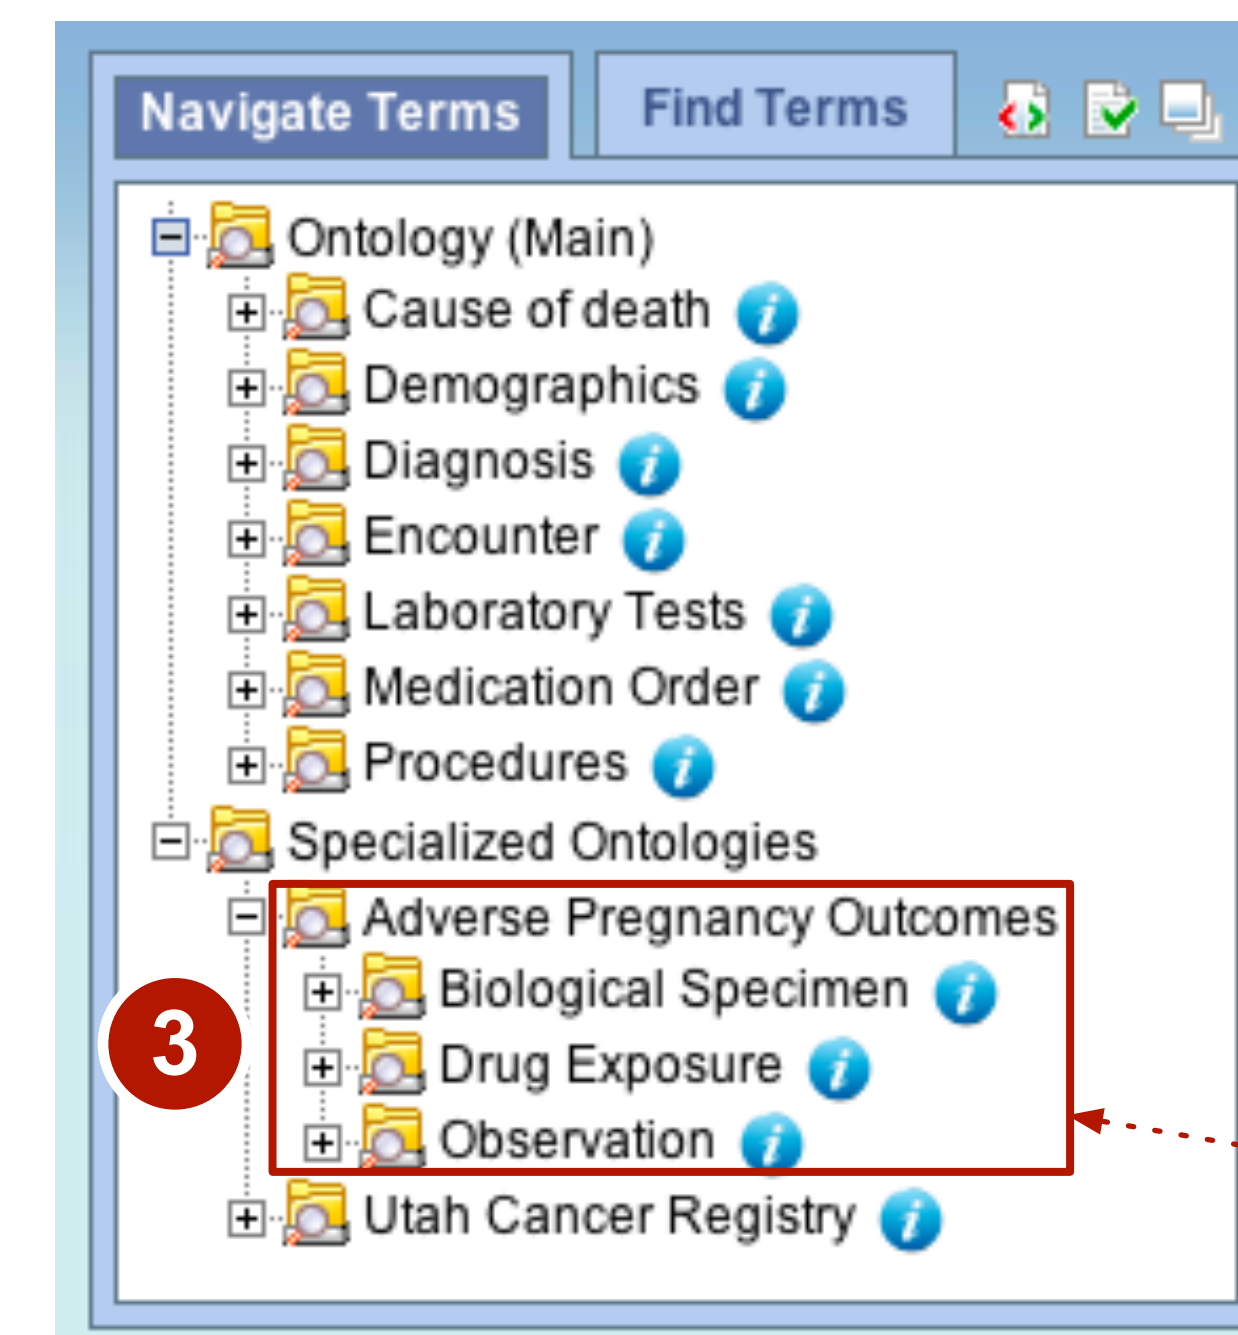 Navigate Terms
Find Terms
Ontology (Main)
Cause of death
Demographics
Diagnosis
Encounter
Laboratory Tests
Medication Order
Procedures
Specialized Ontologies
Adverse Pregnancy Outcomes
Biological Specimen
3
Drug Exposure
Observation
Utah Cancer Registry